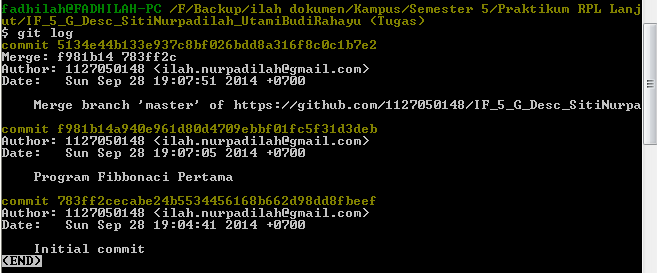 fadhilah@FADHILAH-PC /F/Backup/ilah dokumen/Kampus/Semester 5/Praktikum RPL Lanj
ut/IF_5_G_Desc_SitiNurpadilah_UtamiBudiRahayu (Tugas)
$ git log
commit 5134e44b133e937c8bf026bdd8a316f8c0c1b7e2
Merge: f981b14 783ff2c
Author: 1127050148 <ilah.nurpadilah@gmail.com>
Date:   Sun Sep 28 19:07:51 2014 +0700

    Merge branch 'master' of https://github.com/1127050148/IF_5_G_Desc_SitiNurpa

commit f981b14a940e961d80d4709ebbf01fc5f31d3deb
Author: 1127050148 <ilah.nurpadilah@gmail.com>
Date:   Sun Sep 28 19:07:05 2014 +0700

    Program Fibbonaci Pertama

commit 783ff2cecabe24b5534456168b662d98dd8fbeef
Author: 1127050148 <ilah.nurpadilah@gmail.com>
Date:   Sun Sep 28 19:04:41 2014 +0700

    Initial commit
(END)